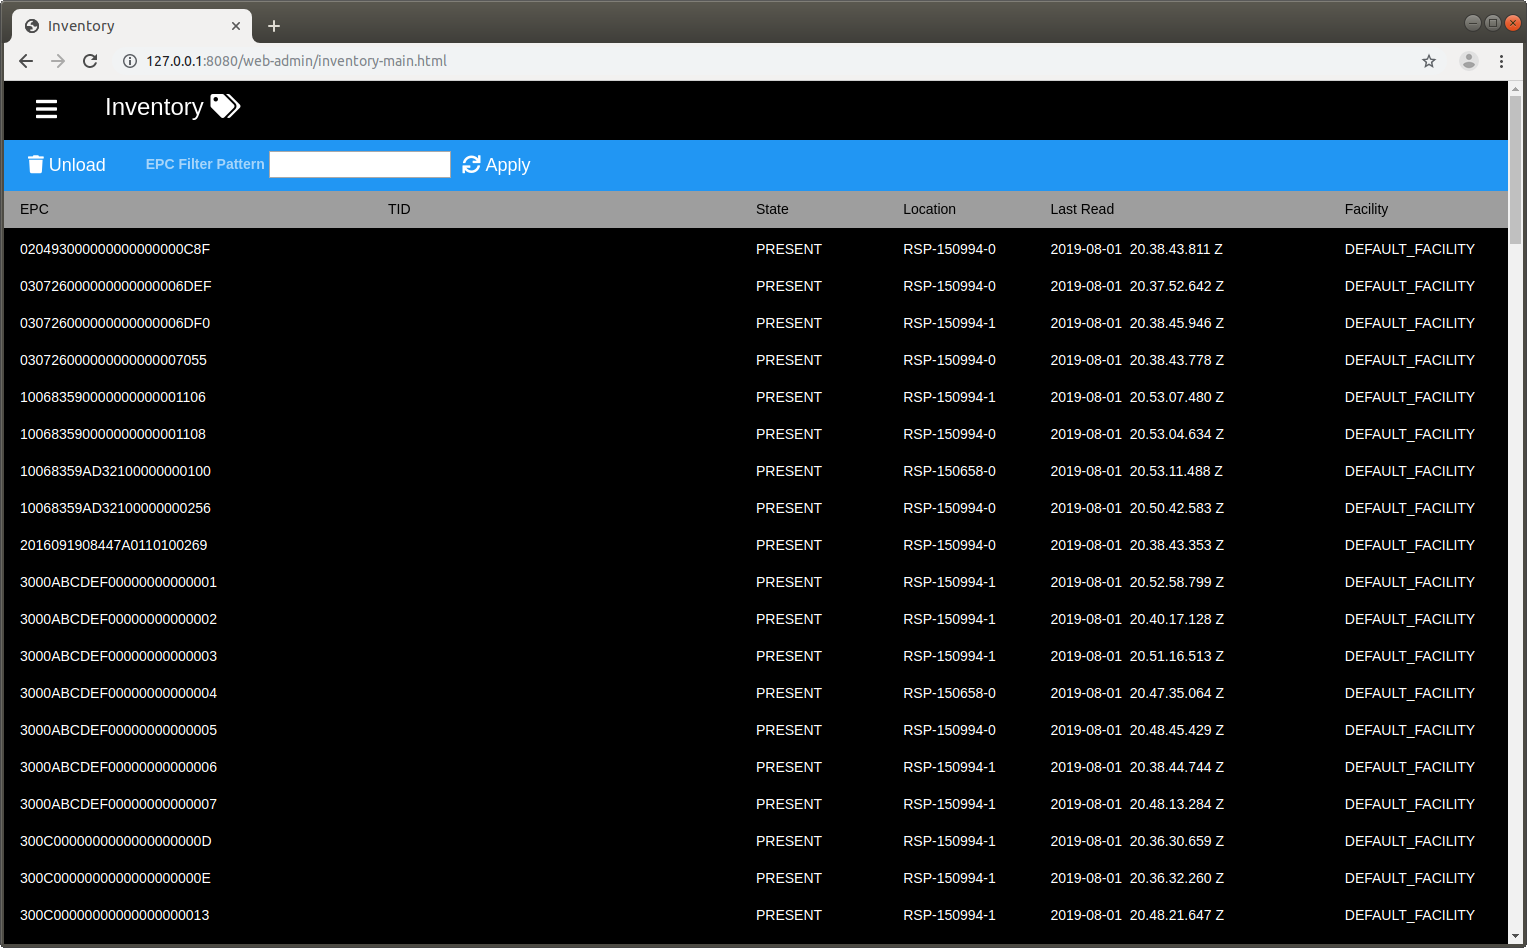 Inventory
127.0.0.1:8080/web-admin/inventory-main.html
Inventory
Unload EPC Filter Pattern Apply
EPC TID State Location Last Read Facility
020493000000000000000C8F PRESENT RSP-150994-0 2019-08-01 20.38.43.811 Z DEFAULT_FACILITY
030726000000000000006DEF PRESENT RSP-150994-0 2019-08-01 20.37.52.642 Z DEFAULT_FACILITY
030726000000000000006DF0 PRESENT RSP-150994-1 2019-08-01 20.38.45.946 Z DEFAULT_FACILITY
030726000000000000007055 PRESENT RSP-150994-0 2019-08-01 20.38.43.778 Z DEFAULT_FACILITY
100683590000000000001106 PRESENT RSP-150994-1 2019-08-01 20.53.07.480 Z DEFAULT_FACILITY
100683590000000000001108 PRESENT RSP-150994-0 2019-08-01 20.53.04.634 Z DEFAULT_FACILITY
10068359AD32100000000100 PRESENT RSP-150658-0 2019-08-01 20.53.11.488 Z DEFAULT_FACILITY
10068359AD32100000000256 PRESENT RSP-150994-0 2019-08-01 20.50.42.583 Z DEFAULT_FACILITY
2016091908447A0110100269 PRESENT RSP-150994-0 2019-08-01 20.38.43.353 Z DEFAULT_FACILITY
3000ABCDEF00000000000001 PRESENT RSP-150994-1 2019-08-01 20.52.58.799 Z DEFAULT_FACILITY
3000ABCDEF00000000000002 PRESENT RSP-150994-1 2019-08-01 20.40.17.128 Z DEFAULT_FACILITY
3000ABCDEF00000000000003 PRESENT RSP-150994-1 2019-08-01 20.51.16.513 Z DEFAULT_FACILITY
3000ABCDEF00000000000004 PRESENT RSP-150658-0 2019-08-01 20.47.35.064 Z DEFAULT_FACILITY
3000ABCDEF00000000000005 PRESENT RSP-150994-0 2019-08-01 20.48.45.429 Z DEFAULT_FACILITY
3000ABCDEF00000000000006 PRESENT RSP-150994-1 2019-08-01 20.38.44.744 Z DEFAULT_FACILITY
3000ABCDEF00000000000007 PRESENT RSP-150994-1 2019-08-01 20.48.13.284 Z DEFAULT_FACILITY
300C0000000000000000000D PRESENT RSP-150994-1 2019-08-01 20.36.30.659 Z DEFAULT_FACILITY
300C0000000000000000000E PRESENT RSP-150994-1 2019-08-01 20.36.32.260 Z DEFAULT_FACILITY
300C00000000000000000013 PRESENT RSP-150994-1 2019-08-01 20.48.21.647 Z DEFAULT_FACILITY